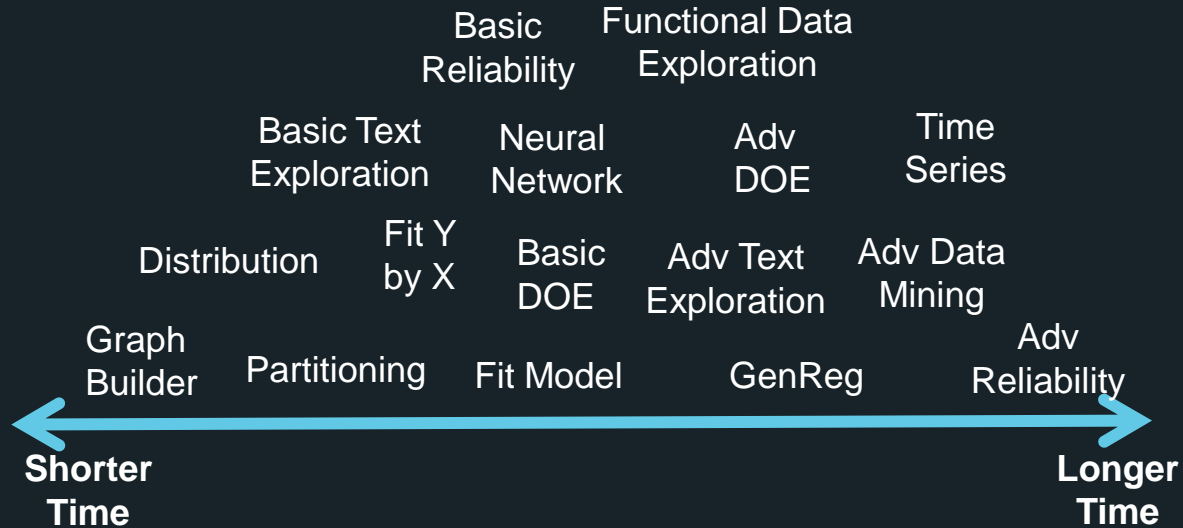 Basic
Reliability
Functional Data
Exploration
Basic Text
Exploration
Neural
Network
Adv
DOE
Time
Series
Distribution
Fit Y
by X
Basic
DOE
Adv Text
Exploration
Adv Data
Mining
Graph
Builder
Partitioning
Fit Model
GenReg
Adv
Reliability
Shorter
Time
Longer
Time